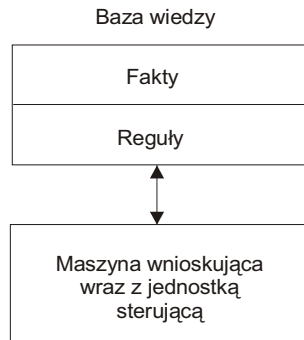 Baza wiedzy
Fakty
Reguły
Maszyna wnioskująca
wraz z jednostką
sterującą